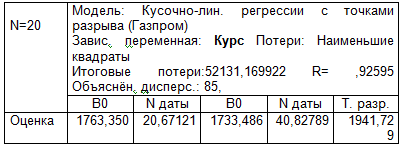 N=20
Модель: Кусочно-лин. регрессии с точками
разрыва (Газпром)
Завис. переменная: Курс Потери: Наименьшие
квадраты
Итоговые потери:52131,169922 R= ,92595
Объяснён. дисперс.: 85,
B0 N даты B0 N даты Т. разр.
Оценка 1763,350 20,67121 1733,486 40,82789 1941,72
9